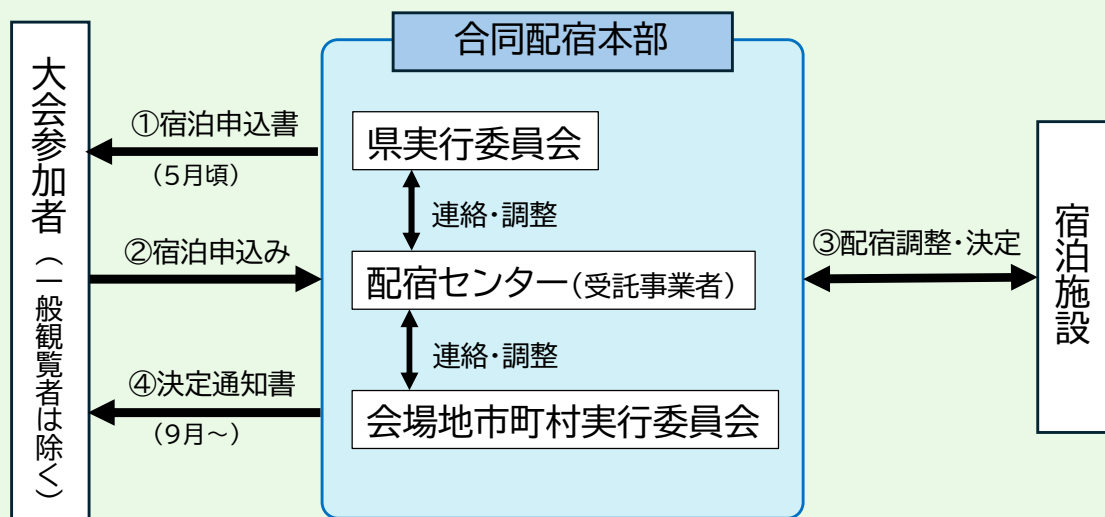 合同配宿本部
大会参加者(一般観覧者は除く)
①宿泊申込書
(5月頃)
②宿泊申込み
④決定通知書
(9月~)
県実行委員会
連絡・調整
配宿センター(受託事業者)
連絡・調整
会場地市町村実行委員会
③配宿調整・決定
宿泊施設